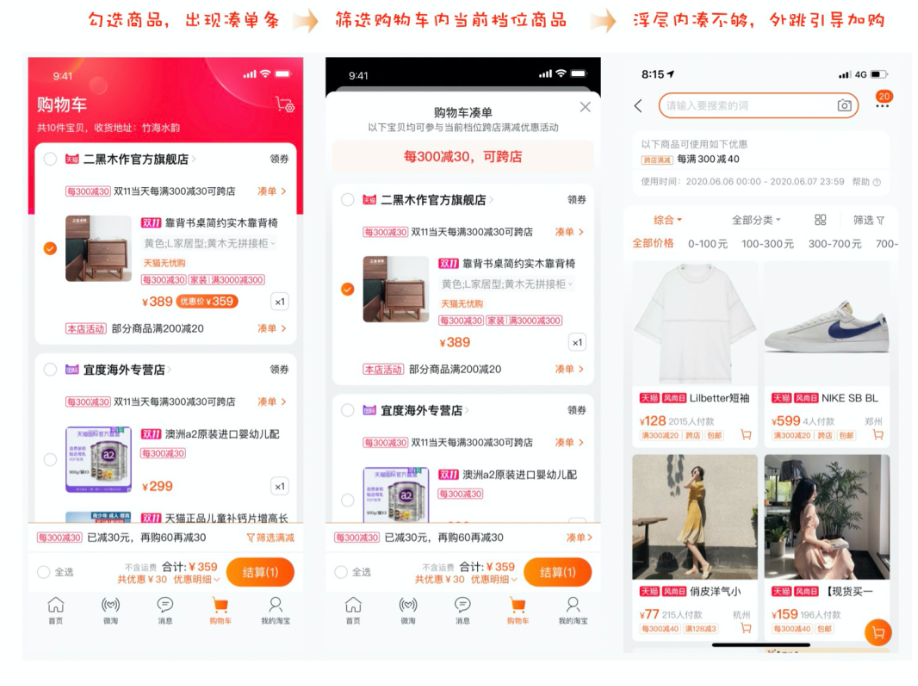 勾选商品，出现凑单条
筛选购物车内当前档位商品
浮层内凑不够，外跳引导加购
9:41
购物车
共10件宝贝，收货地址：竹海水韵
天猫 二黑木作官方旗舰店
领券
每300减30 双11当天每满300减30可跨店
凑单
双11 靠背书桌简约实木靠背椅
黄色;L家居型;黄木无拼接柜
天猫无忧购
每300减30 家装 满3000减300
¥389 优惠价¥359
x1
本店活动 部分商品满200减20
凑单
宜度海外专营店
领券
每300减30 双11当天每满300减30可跨店
凑单
双11 澳洲a2原装进口婴幼儿配
每300减30
a2
¥299
x1
双11 天猫正品儿童补钙片增高长
每300减30 已减30元，再购60再减30
筛选满减
全选
不含运费 合计:¥359
共优惠¥30 优惠明细
结算(1)
首页
微淘
消息
购物车
我的淘宝
9:41
购物车凑单
以下宝贝均可参与当前档位跨店满减优惠活动
每300减30，可跨店
天猫 二黑木作官方旗舰店
领券
每300减30 双11当天每满300减30可跨店
凑单
双11 靠背书桌简约实木靠背椅
黄色;L家居型;黄木无拼接柜
天猫无忧购
每300减30 家装 满3000减300
¥389
x1
本店活动 部分商品满200减20
凑单
宜度海外专营店
领券
每300减30 双11当天每满300减30可跨店
凑单
双11 澳洲a2原装进口婴幼儿配
每300减30
a2
每300减30 已减30元，再购60再减30
凑单
全选
不含运费 合计:¥359
共优惠¥30 优惠明细
结算(1)
首页
微淘
消息
购物车
我的淘宝
8:15
4G
请输入要搜索的词
20
以下商品可使用如下优惠
跨店满减 每满300减40
使用时间：2020.06.06 00:00 - 2020.06.07 23:59 帮助
综合
全部分类
筛选
全部价格 0-100元 100-300元 300-700元 700-
天猫 风尚日 Lilbetter短袖
¥128 2015人付款
满300减20 跨店 包邮
天猫 风尚日 NIKE SB BL
¥599 4人付款 郑州
满300减20 跨店 包邮
天猫 风尚日 俏皮洋气小
¥77 215人付款 杭州
每300减40 满128减3
天猫 风尚日 【现货买一
¥159 196人付款
每300减40 包邮